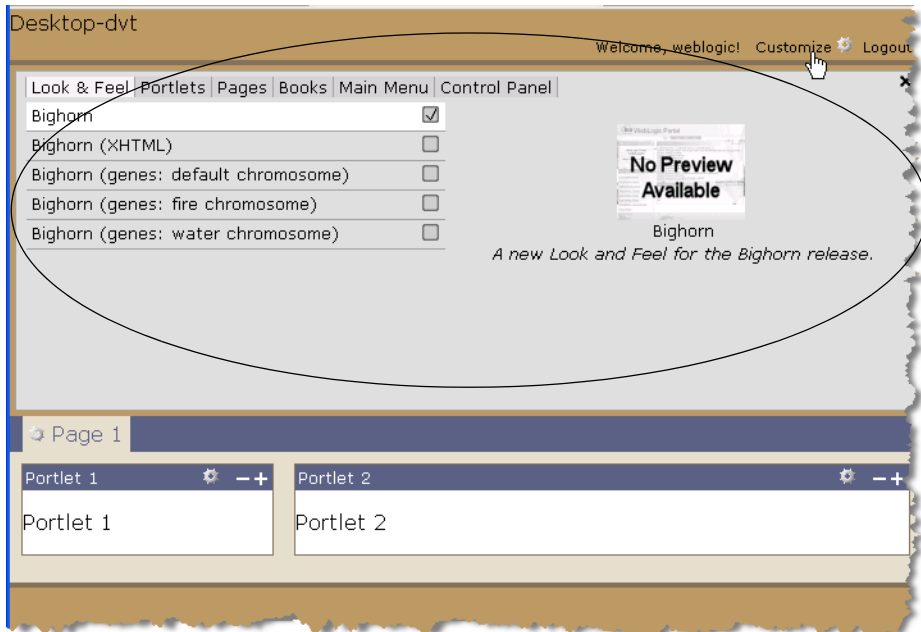 Desktop-dvt
Welcome, weblogic! Customize Logout
Look & Feel Portlets Pages Books Main Menu Control Panel
Bighorn
Bighorn (XHTML)
Bighorn (genes: default chromosome)
Bighorn (genes: fire chromosome)
Bighorn (genes: water chromosome)
WebLogic Portal
No Preview
Available
Bighorn
A new Look and Feel for the Bighorn release.
Page 1
Portlet 1
Portlet 2
Portlet 1
Portlet 2